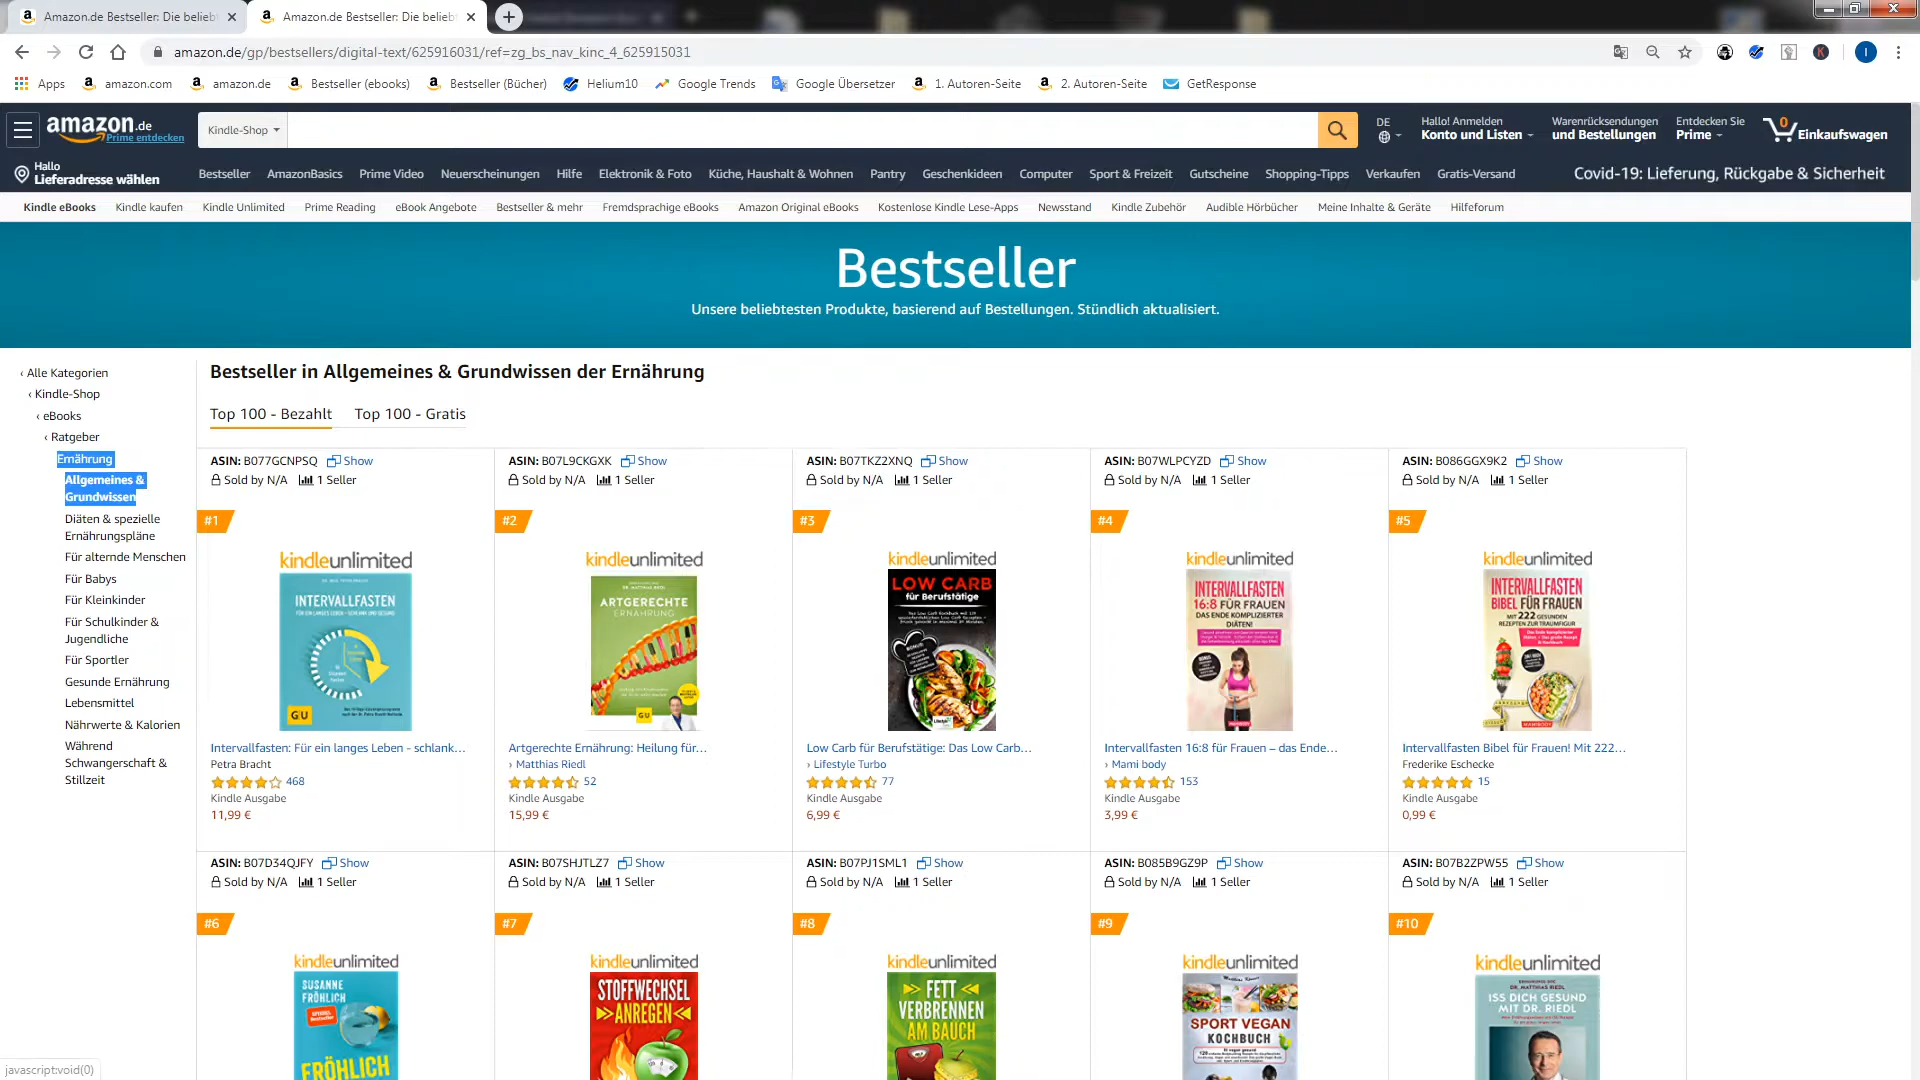 Amazon.de Bestseller: Die beliebt
Amazon.de Bestseller: Die beliebt
amazon.de/gp/bestsellers/digital-text/625916031/ref=zg_bs_nav_kinc_4_625915031
Apps amazon.com amazon.de Bestseller (ebooks) Bestseller (Bücher) Helium10 Google Trends Google Übersetzer 1. Autoren-Seite 2. Autoren-Seite GetResponse
amazon.de
Prime entdecken
Kindle-Shop
DE
Hallo! Anmelden
Konto und Listen
Warenrücksendungen
und Bestellungen
Entdecken Sie
Prime
0
Einkaufswagen
Hallo
Lieferadresse wählen
Bestseller AmazonBasics Prime Video Neuerscheinungen Hilfe Elektronik & Foto Küche, Haushalt & Wohnen Pantry Geschenkideen Computer Sport & Freizeit Gutscheine Shopping-Tipps Verkaufen Gratis-Versand
Covid-19: Lieferung, Rückgabe & Sicherheit
Kindle eBooks Kindle kaufen Kindle Unlimited Prime Reading eBook Angebote Bestseller & mehr Fremdsprachige eBooks Amazon Original eBooks Kostenlose Kindle Lese-Apps Newsstand Kindle Zubehör Audible Hörbücher Meine Inhalte & Geräte Hilfeforum
Bestseller
Unsere beliebtesten Produkte, basierend auf Bestellungen. Stündlich aktualisiert.
‹ Alle Kategorien
‹ Kindle-Shop
‹ eBooks
‹ Ratgeber
Ernährung
Allgemeines &
Grundwissen
Diäten & spezielle
Ernährungspläne
Für alternde Menschen
Für Babys
Für Kleinkinder
Für Schulkinder &
Jugendliche
Für Sportler
Gesunde Ernährung
Lebensmittel
Nährwerte & Kalorien
Während
Schwangerschaft &
Stillzeit
Bestseller in Allgemeines & Grundwissen der Ernährung
Top 100 - Bezahlt Top 100 - Gratis
ASIN: B077GCNPSQ Show
Sold by N/A 1 Seller
#1
kindleunlimited
INTERVALLFASTEN
GU
Intervallfasten: Für ein langes Leben - schlank...
Petra Bracht
468
Kindle Ausgabe
11,99 €
ASIN: B07L9CKGXK Show
Sold by N/A 1 Seller
#2
kindleunlimited
ARTGERECHTE
ERNÄHRUNG
GU
Artgerechte Ernährung: Heilung für...
› Matthias Riedl
52
Kindle Ausgabe
15,99 €
ASIN: B07TKZ2XNQ Show
Sold by N/A 1 Seller
#3
kindleunlimited
LOW CARB
für Berufstätige
Low Carb für Berufstätige: Das Low Carb...
› Lifestyle Turbo
77
Kindle Ausgabe
6,99 €
ASIN: B07WLPCYZD Show
Sold by N/A 1 Seller
#4
kindleunlimited
INTERVALLFASTEN
16:8 FÜR FRAUEN
DAS ENDE KOMPLIZIERTER
DIÄTEN!
Intervallfasten 16:8 für Frauen – das Ende...
› Mami body
153
Kindle Ausgabe
3,99 €
ASIN: B086GGX9K2 Show
Sold by N/A 1 Seller
#5
kindleunlimited
INTERVALLFASTEN
BIBEL FÜR FRAUEN
MIT 222 GESUNDEN
REZEPTEN ZUR TRAUMFIGUR
Intervallfasten Bibel für Frauen! Mit 222...
Frederike Eschecke
15
Kindle Ausgabe
0,99 €
ASIN: B07D34QJFY Show
Sold by N/A 1 Seller
#6
kindleunlimited
SUSANNE
FRÖHLICH
FRÖHLICH
ASIN: B07SHJTLZ7 Show
Sold by N/A 1 Seller
#7
kindleunlimited
STOFFWECHSEL
ANREGEN
ASIN: B07PJ1SML1 Show
Sold by N/A 1 Seller
#8
kindleunlimited
FETT
VERBRENNEN
AM BAUCH
ASIN: B085B9GZ9P Show
Sold by N/A 1 Seller
#9
kindleunlimited
SPORT VEGAN
KOCHBUCH
ASIN: B07B2ZPW55 Show
Sold by N/A 1 Seller
#10
kindleunlimited
DR. MATTHIAS RIEDL
ISS DICH GESUND
MIT DR. RIEDL
javascript:void(0)